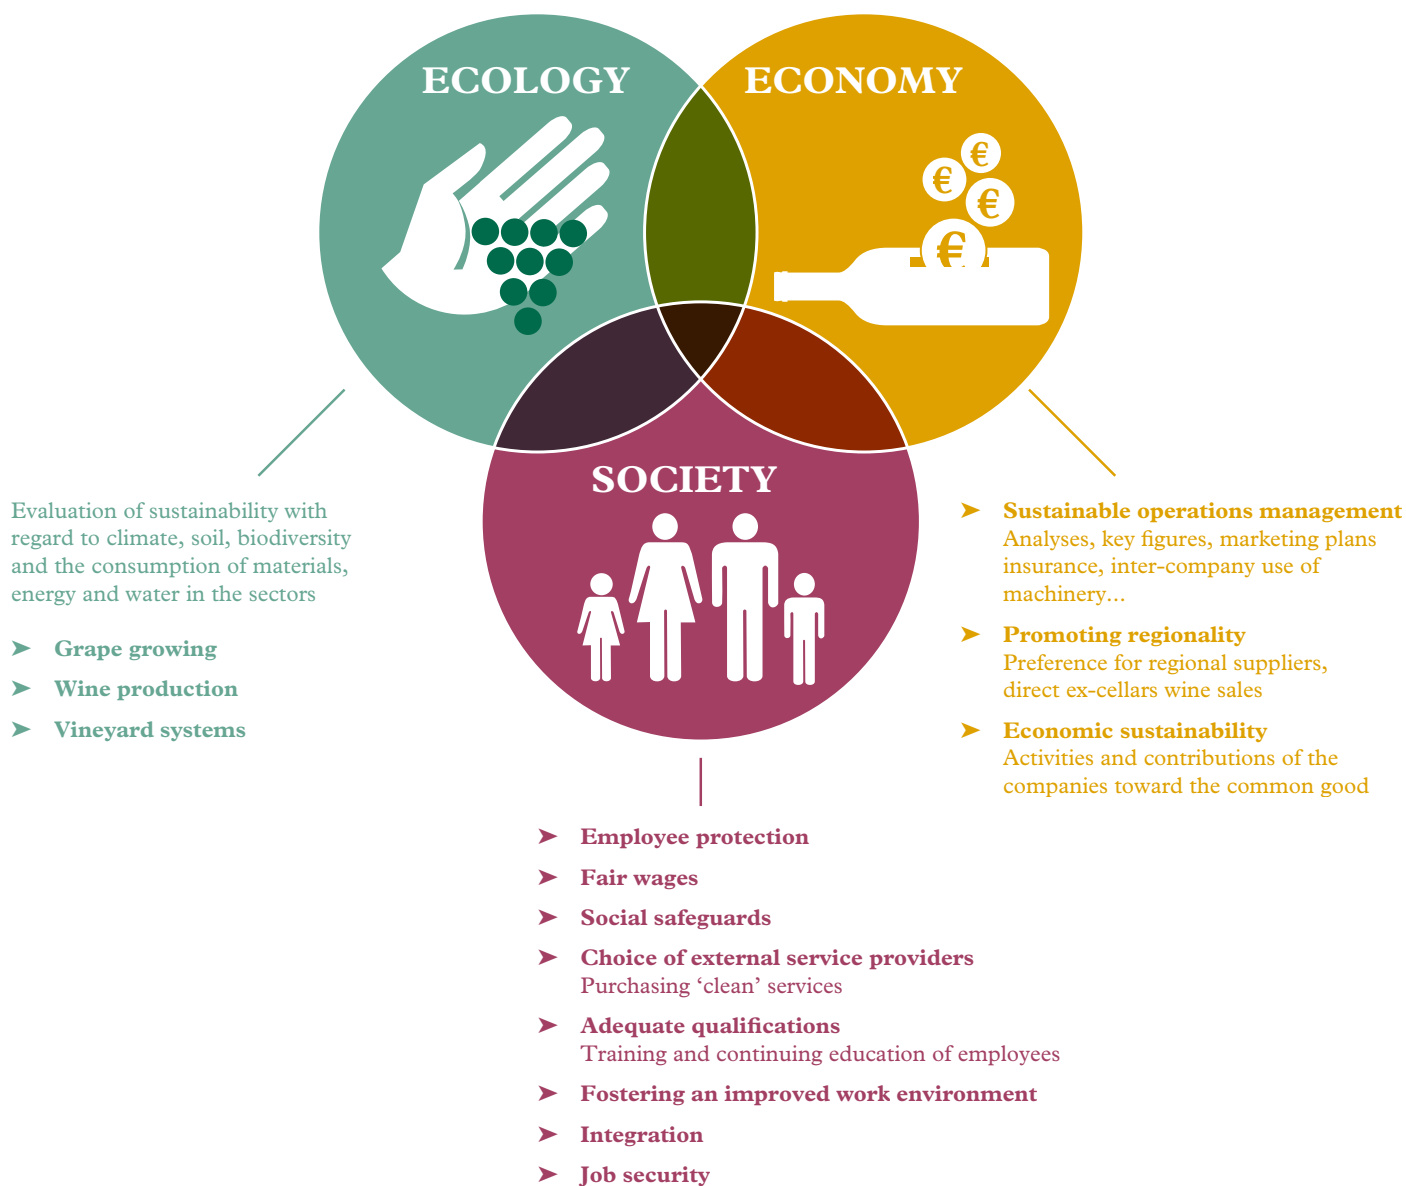 ECOLOGY
ECONOMY
€
€
€
€
SOCIETY
Evaluation of sustainability with
regard to climate, soil, biodiversity
and the consumption of materials,
energy and water in the sectors
➤ Grape growing
➤ Wine production
➤ Vineyard systems
➤ Sustainable operations management
Analyses, key figures, marketing plans
insurance, inter-company use of
machinery...
➤ Promoting regionality
Preference for regional suppliers,
direct ex-cellars wine sales
➤ Economic sustainability
Activities and contributions of the
companies toward the common good
➤ Employee protection
➤ Fair wages
➤ Social safeguards
➤ Choice of external service providers
Purchasing ‘clean’ services
➤ Adequate qualifications
Training and continuing education of employees
➤ Fostering an improved work environment
➤ Integration
➤ Job security